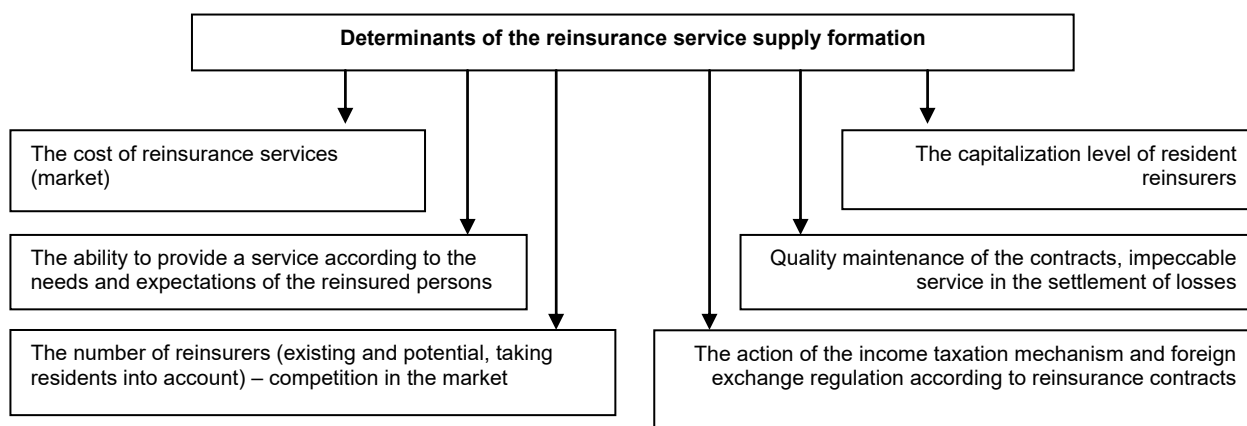 Determinants of the reinsurance service supply formation
The cost of reinsurance services
(market)
The capitalization level of resident
reinsurers
The ability to provide a service according to the
needs and expectations of the reinsured persons
Quality maintenance of the contracts, impeccable
service in the settlement of losses
The number of reinsurers (existing and potential, taking
residents into account) – competition in the market
The action of the income taxation mechanism and foreign
exchange regulation according to reinsurance contracts